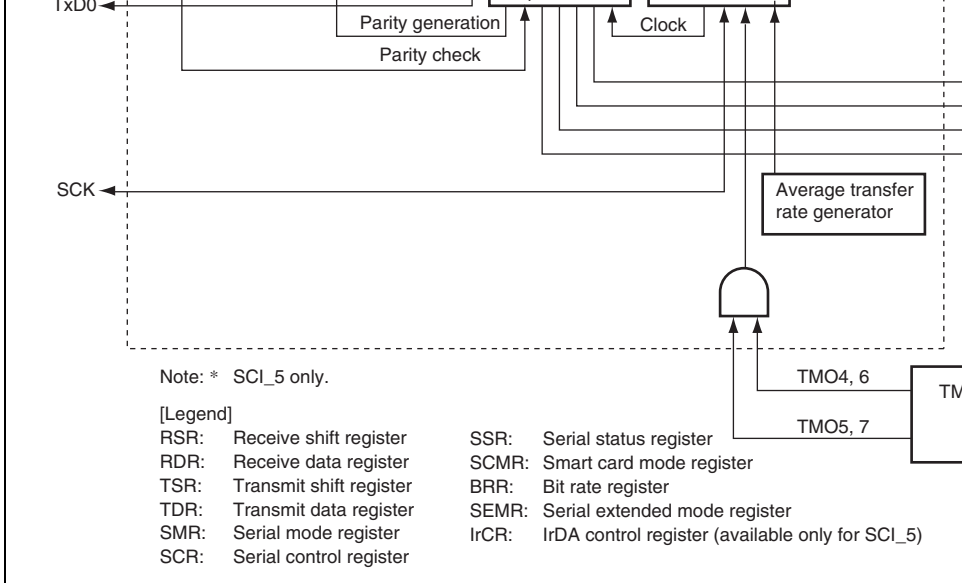 TxD0
Parity generation
Clock
Parity check
SCK
Average transfer
rate generator
Note: * SCI_5 only.
TMO4, 6
TMO5, 7
[Legend]
RSR: Receive shift register
RDR: Receive data register
TSR: Transmit shift register
TDR: Transmit data register
SMR: Serial mode register
SCR: Serial control register
SSR: Serial status register
SCMR: Smart card mode register
BRR: Bit rate register
SEMR: Serial extended mode register
IrCR: IrDA control register (available only for SCI_5)